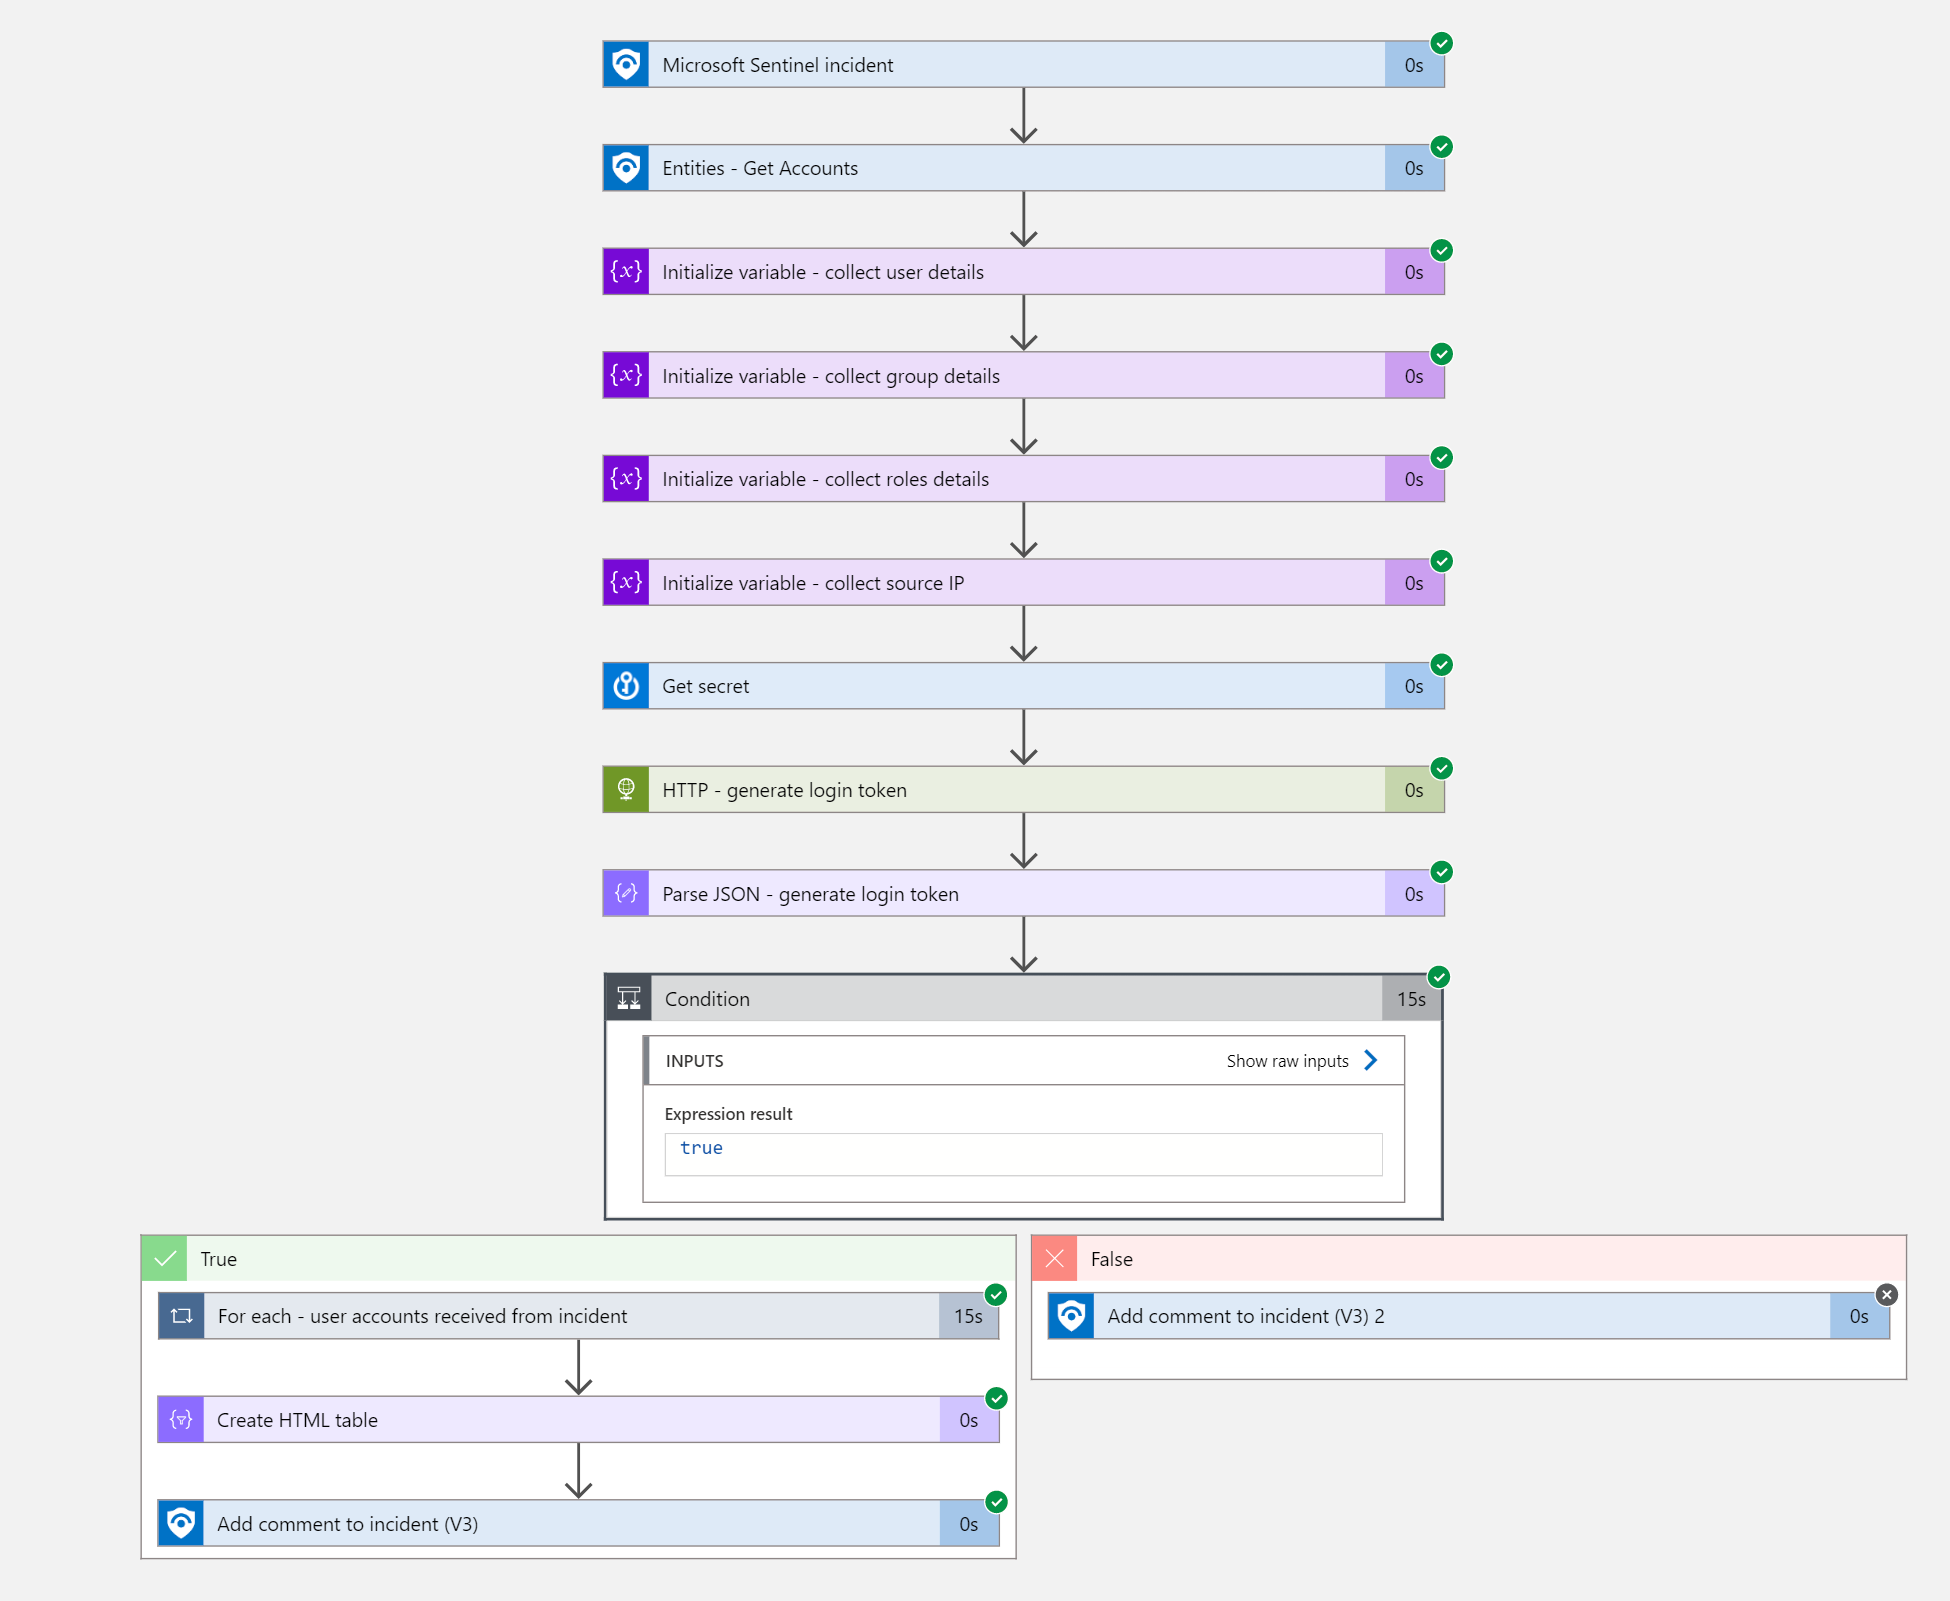 Microsoft Sentinel incident 0s
Entities - Get Accounts 0s
{x} Initialize variable - collect user details 0s
{x} Initialize variable - collect group details 0s
{x} Initialize variable - collect roles details 0s
{x} Initialize variable - collect source IP 0s
Get secret 0s
HTTP - generate login token 0s
Parse JSON - generate login token 0s
Condition 15s
INPUTS Show raw inputs
Expression result
true
True
For each - user accounts received from incident 15s
Create HTML table 0s
Add comment to incident (V3) 0s
False
Add comment to incident (V3) 2 0s